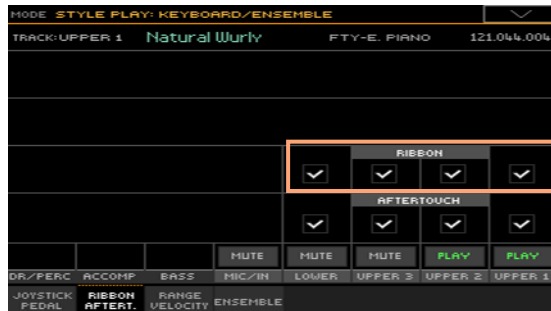 MODE STYLE PLAY: KEYBOARD/ENSEMBLE
TRACK:UPPER 1 Natural Wurly FTY-E. PIANO 121.044.004
RIBBON
AFTERTOUCH
MUTE MUTE MUTE PLAY PLAY
DR/PERC ACCOMP BASS MIC/IN LOWER UPPER 3 UPPER 2 UPPER 1
JOYSTICK PEDAL RIBBON AFTERT. RANGE VELOCITY ENSEMBLE